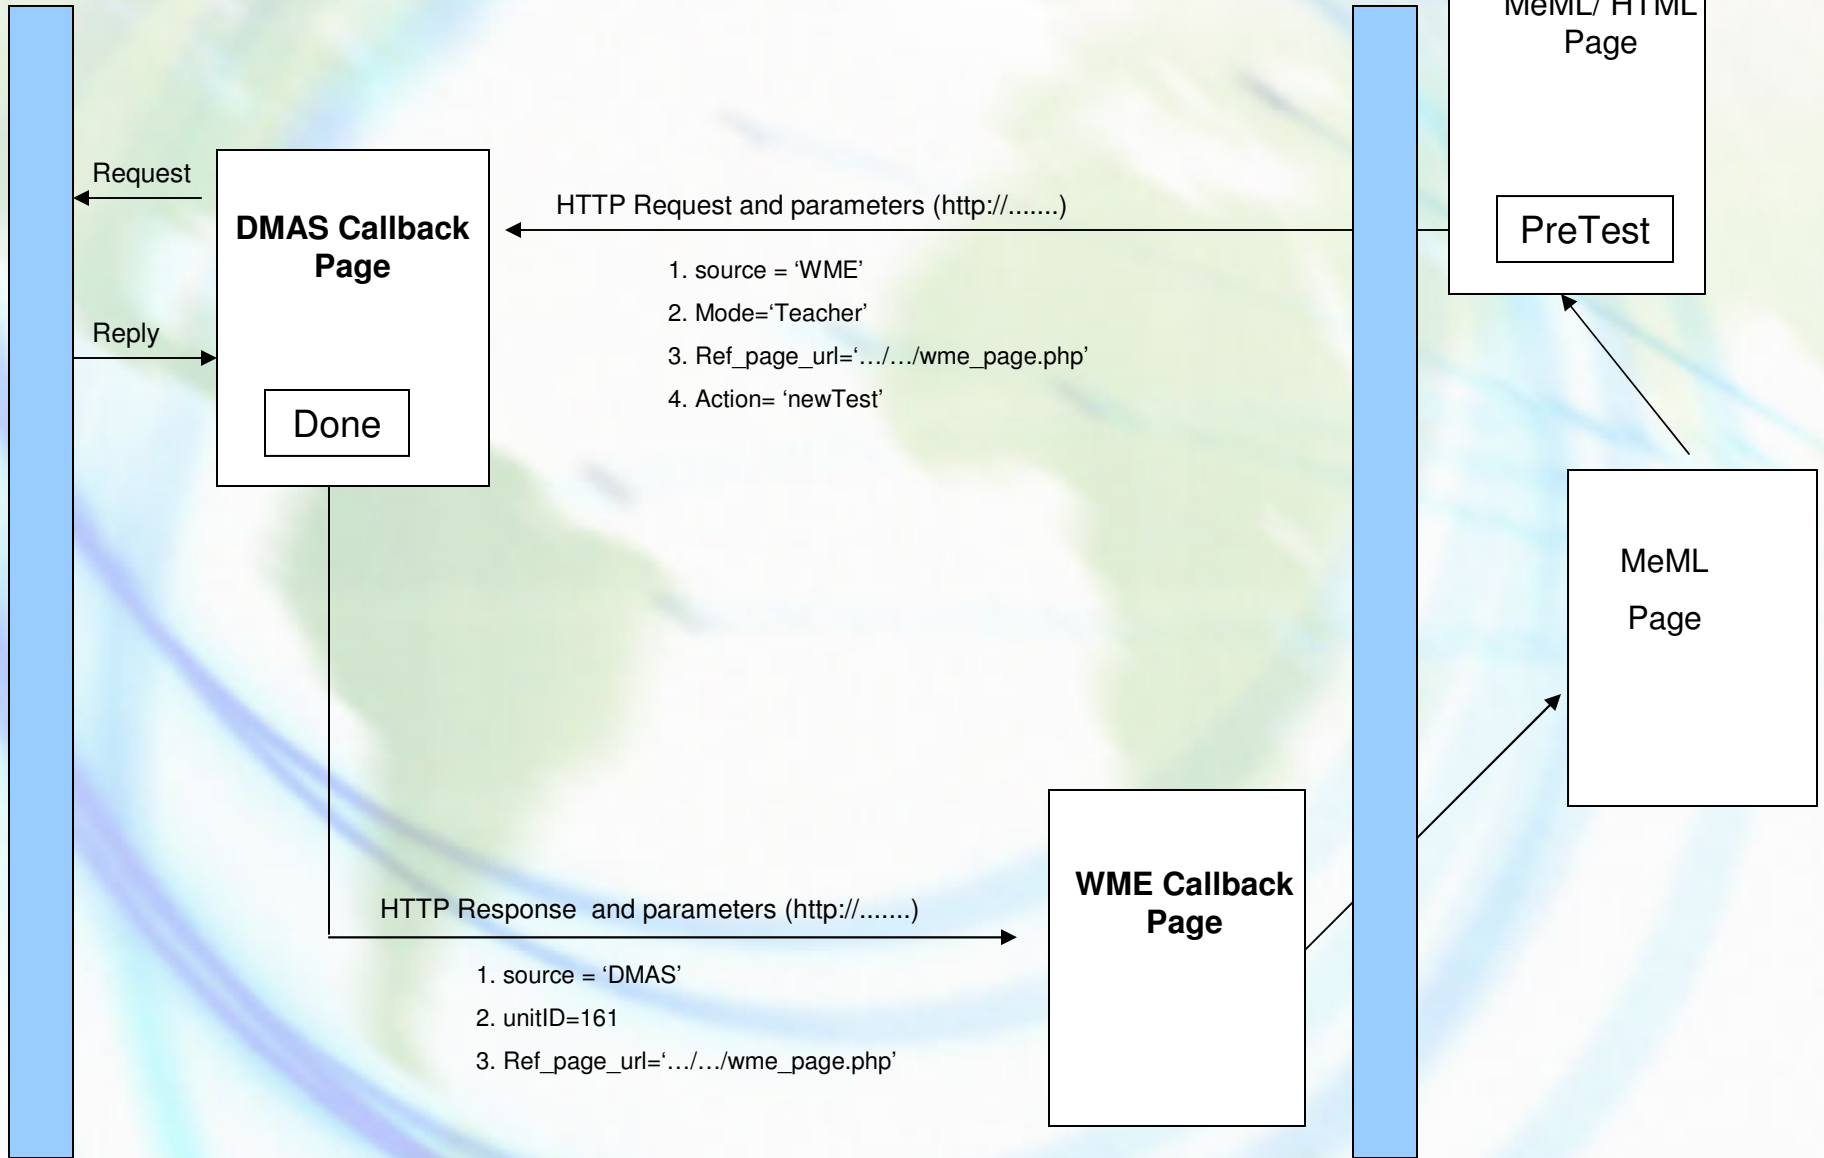 MeML/ HTML
Page
PreTest
Request
DMAS Callback
Page
Reply
Done
HTTP Request and parameters (http://.......)
1. source = ‘WME’
2. Mode=‘Teacher’
3. Ref_page_url=‘…/…/wme_page.php’
4. Action= ‘newTest’
MeML
Page
WME Callback
Page
HTTP Response  and parameters (http://.......)
1. source = ‘DMAS’
2. unitID=161
3. Ref_page_url=‘…/…/wme_page.php’